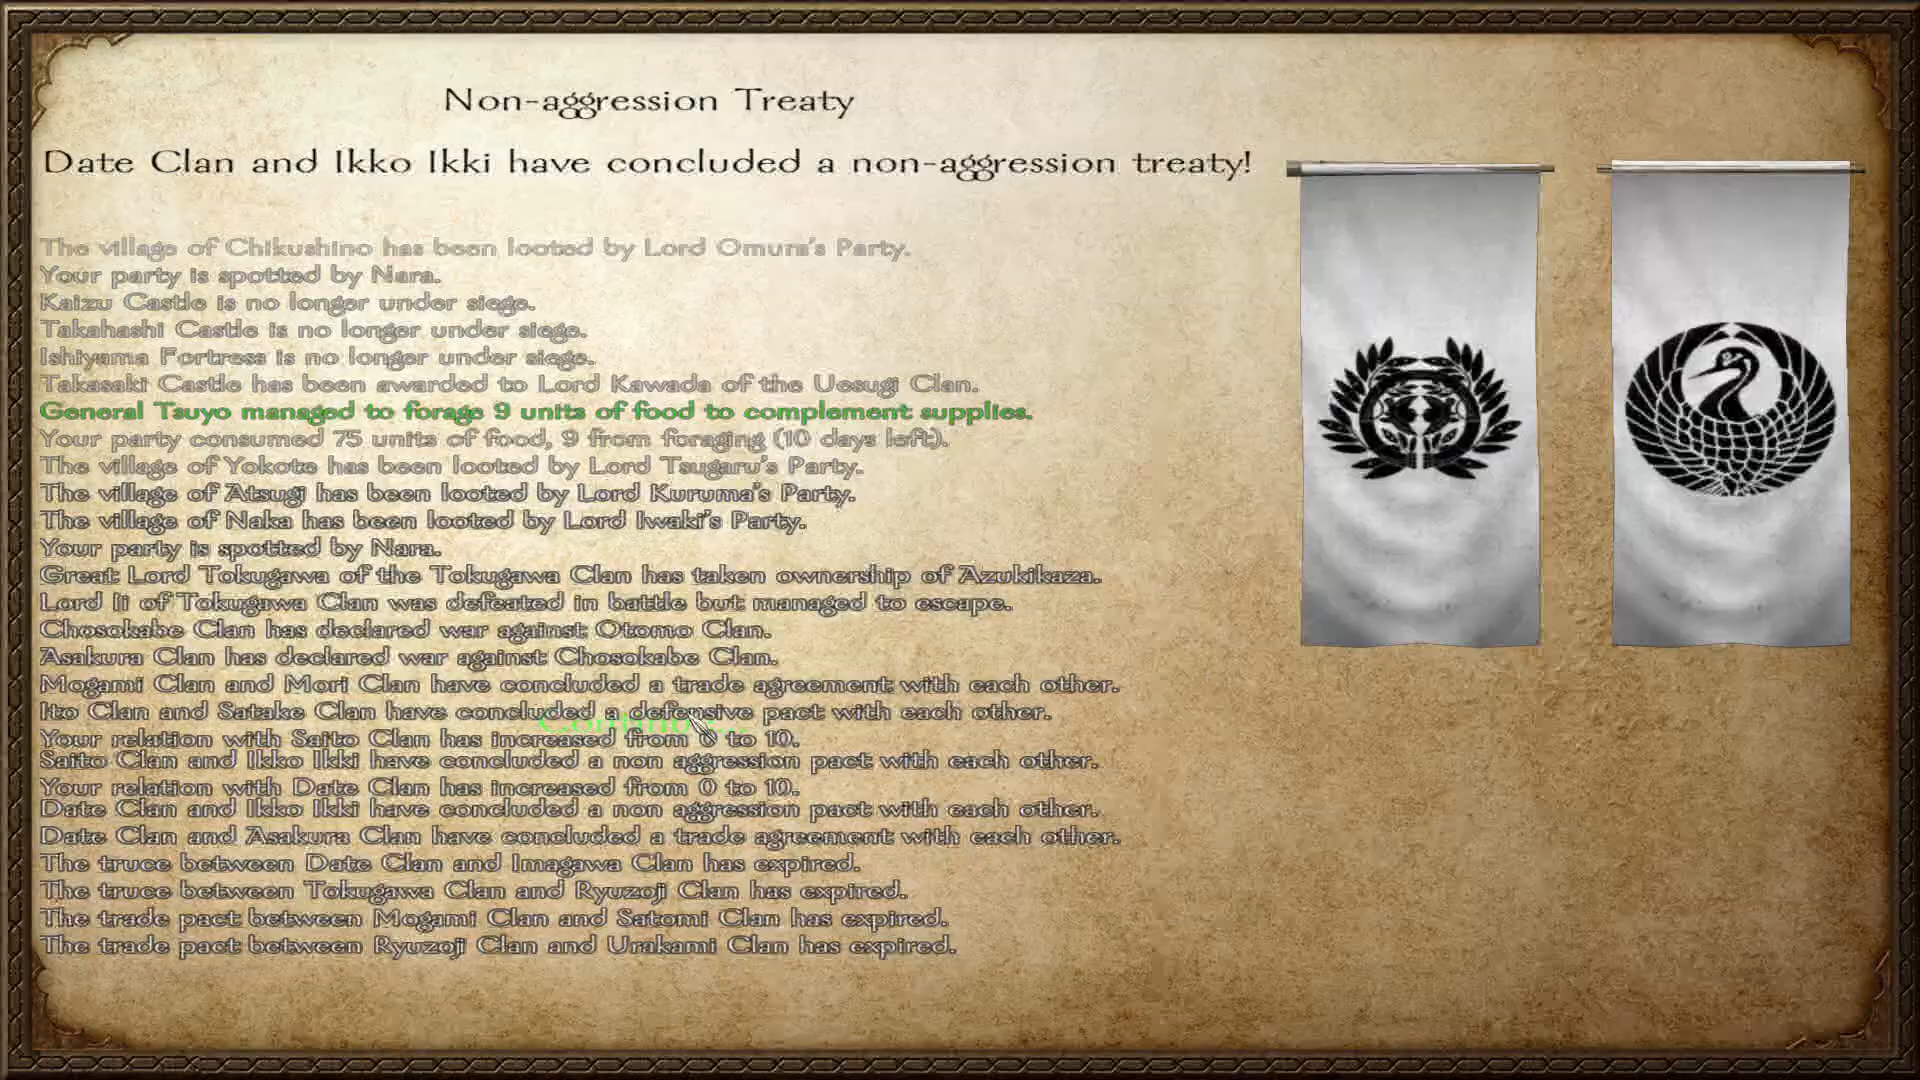 Non-aggression Treaty
Date Clan and Ikko Ikki have concluded a non-aggression treaty!
The village of Chikushino has been looted by Lord Omura's Party.
Your party is spotted by Nara.
Kaizu Castle is no longer under siege.
Takahashi Castle is no longer under siege.
Ishiyama Fortress is no longer under siege.
Takasaki Castle has been awarded to Lord Kawada of the Uesugi Clan.
General Tsuyo managed to forage 9 units of food to complement supplies.
Your party consumed 75 units of food, 9 from foraging (10 days left).
The village of Yokote has been looted by Lord Tsugaru's Party.
The village of Atsugi has been looted by Lord Kuruma's Party.
The village of Naka has been looted by Lord Iwaki's Party.
Your party is spotted by Nara.
Great Lord Tokugawa of the Tokugawa Clan has taken ownership of Azukikaza.
Lord Ii of Tokugawa Clan was defeated in battle but managed to escape.
Chosokabe Clan has declared war against Otomo Clan.
Asakura Clan has declared war against Chosokabe Clan.
Mogami Clan and Mori Clan have concluded a trade agreement with each other.
Ito Clan and Satake Clan have concluded a defensive pact with each other.
Your relation with Saito Clan has increased from 0 to 10.
Saito Clan and Ikko Ikki have concluded a non aggression pact with each other.
Your relation with Date Clan has increased from 0 to 10.
Date Clan and Ikko Ikki have concluded a non aggression pact with each other.
Date Clan and Asakura Clan have concluded a trade agreement with each other.
The truce between Date Clan and Imagawa Clan has expired.
The truce between Tokugawa Clan and Ryuzoji Clan has expired.
The trade pact between Mogami Clan and Satomi Clan has expired.
The trade pact between Ryuzoji Clan and Urakami Clan has expired.